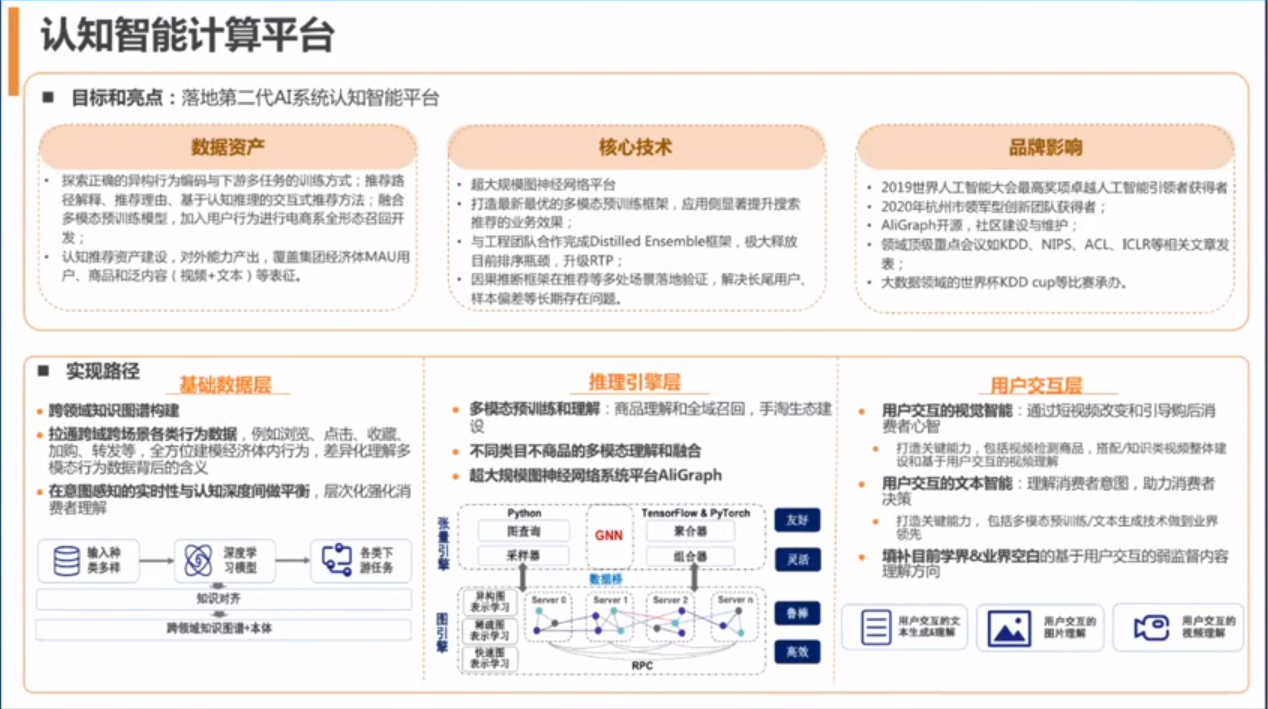 认知智能计算平台
■ 目标和亮点：落地第二代AI系统认知智能平台
数据资产
• 探索正确的异构行为编码与下游多任务的训练方式；推荐路
径解释、推荐理由、基于认知推理的交互式推荐方法；融合
多模态预训练模型，加入用户行为进行电商系全形态召回开
发；
• 认知推荐资产建设，对外能力产出，覆盖集团经济体MAU用
户、商品和泛内容（视频+文本）等表征。
核心技术
• 超大规模图神经网络平台
• 打造最新最优的多模态预训练框架，应用侧显著提升搜索
推荐的业务效果；
• 与工程团队合作完成Distilled Ensemble框架，极大释放
目前排序瓶颈，升级RTP；
• 因果推断框架在推荐等多处场景落地验证，解决长尾用户、
样本偏差等长期存在问题。
品牌影响
• 2019世界人工智能大会最高奖项卓越人工智能引领者获得者
• 2020年杭州市领军型创新团队获得者；
• AliGraph开源，社区建设与维护；
• 领域顶级重点会议如KDD、NIPS、ACL、ICLR等相关文章发
表；
• 大数据领域的世界杯KDD cup等比赛承办。
■ 实现路径
基础数据层
• 跨领域知识图谱构建
• 拉通跨域跨场景各类行为数据，例如浏览、点击、收藏、
加购、转发等，全方位建模经济体内行为，差异化理解多
模态行为数据背后的含义
• 在意图感知的实时性与认知深度间做平衡，层次化强化消
费者理解
输入种
类多样
深度学
习模型
各类下
游任务
知识对齐
跨领域知识图谱+本体
推理引擎层
• 多模态预训练和理解：商品理解和全域召回，手淘生态建
设
• 不同类目不商品的多模态理解和融合
• 超大规模图神经网络系统平台AliGraph
张量引擎
Python
图查询
采样器
GNN
TensorFlow & PyTorch
聚合器
组合器
友好
灵活
数据桥
图引擎
异构图
表示学习
稀疏图
表示学习
快速图
表示学习
Server 0
Server 1
Server 2
Server n
RPC
鲁棒
高效
用户交互层
• 用户交互的视觉智能：通过短视频改变和引导购后消
费者心智
• 打造关键能力，包括视频检测商品，搭配/知识类视频整体建
设和基于用户交互的视频理解
• 用户交互的文本智能：理解消费者意图，助力消费者
决策
• 打造关键能力， 包括多模态预训练/文本生成技术做到业界
领先
• 填补目前学界&业界空白的基于用户交互的弱监督内容
理解方向
用户交互的文
本生成&理解
用户交互的
图片理解
用户交互的
视频理解